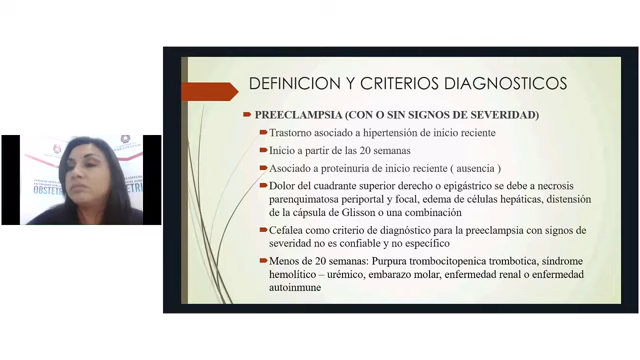 DEFINICION Y CRITERIOS DIAGNOSTICOS
PREECLAMPSIA (CON O SIN SIGNOS DE SEVERIDAD)
Trastorno asociado a hipertensión de inicio reciente
Inicio a partir de las 20 semanas
Asociado a proteinuria de inicio reciente ( ausencia )
Dolor del cuadrante superior derecho o epigástrico se debe a necrosis
parenquimatosa periportal y focal, edema de células hepáticas, distensión
de la cápsula de Glisson o una combinación
Cefalea como criterio de diagnóstico para la preeclampsia con signos de
severidad no es confiable y no específico
Menos de 20 semanas: Purpura trombocitopenica trombotica, síndrome
hemolítico – urémico, embarazo molar, enfermedad renal o enfermedad
autoinmune
OBSTETRI